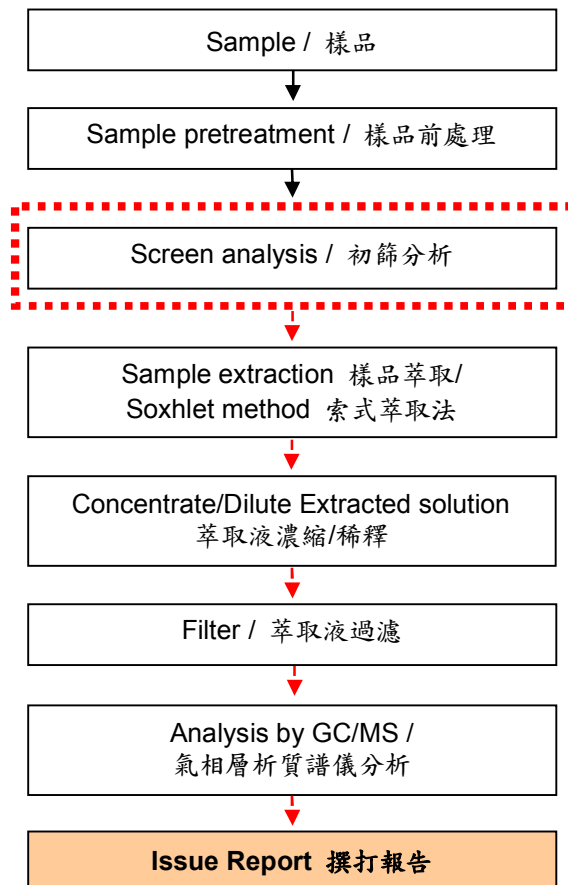 Sample / 樣品
Sample pretreatment / 樣品前處理
Screen analysis / 初篩分析
Sample extraction 樣品萃取/
Soxhlet method 索式萃取法
Concentrate/Dilute Extracted solution
萃取液濃縮/稀釋
Filter / 萃取液過濾
Analysis by GC/MS /
氣相層析質譜儀分析
Issue Report 撰打報告